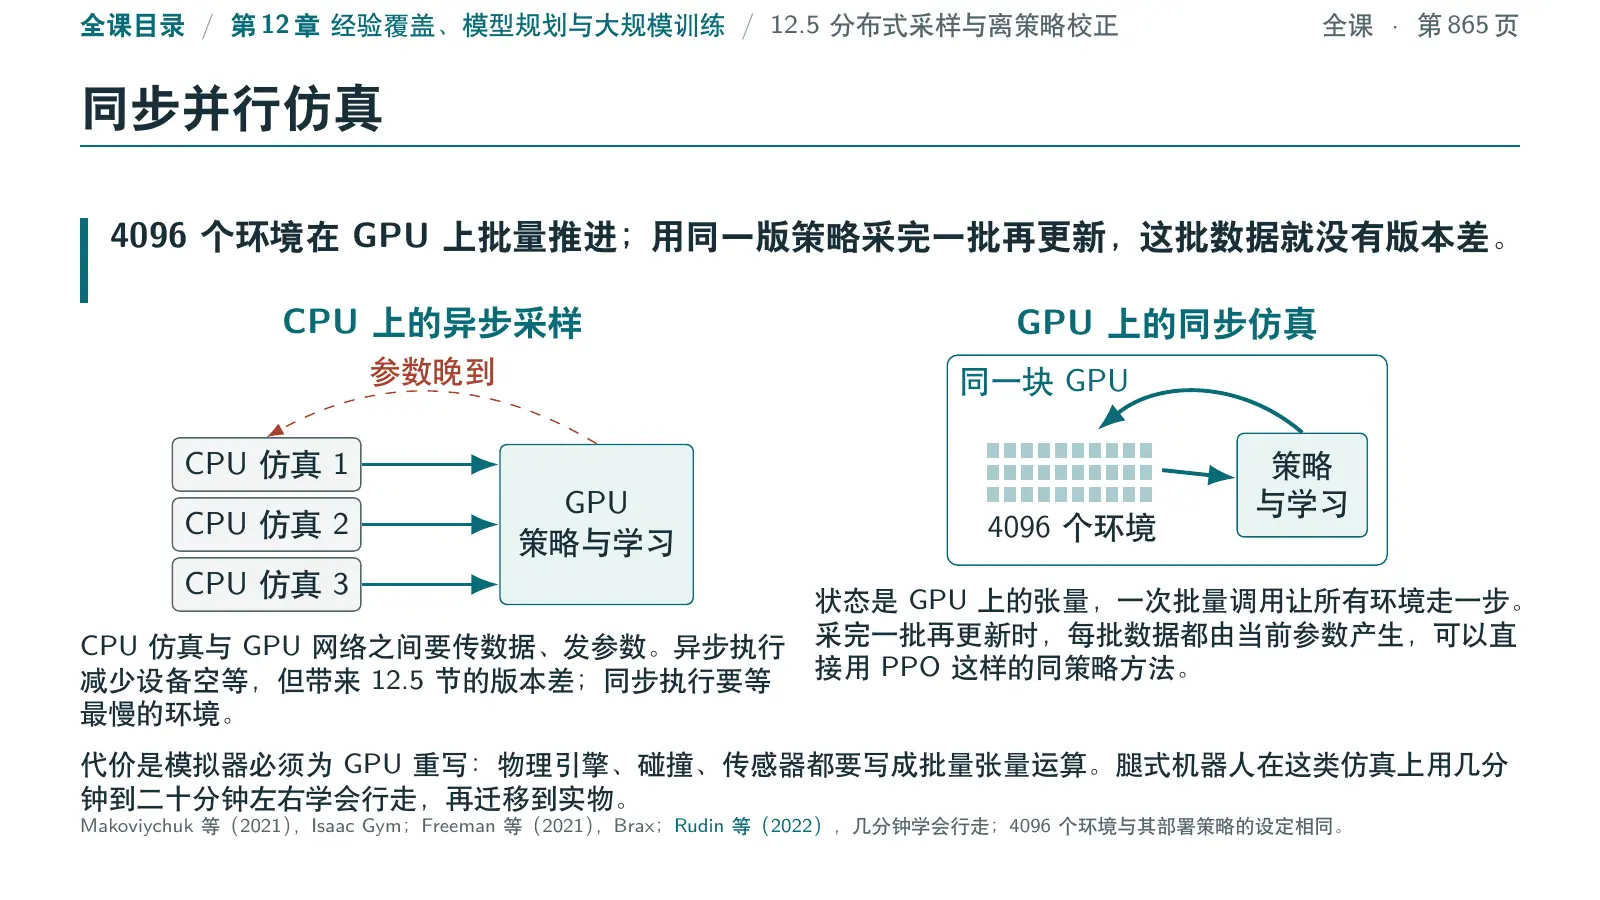 全课目录 / 第 12 章 经验覆盖、模型规划与大规模训练 / 12.5 分布式采样与离策略校正
全课 · 第 865 页
同步并行仿真
4096 个环境在 GPU 上批量推进；用同一版策略采完一批再更新，这批数据就没有版本差。
CPU 上的异步采样
参数晚到
CPU 仿真 1
CPU 仿真 2
CPU 仿真 3
GPU
策略与学习
CPU 仿真与 GPU 网络之间要传数据、发参数。异步执行
减少设备空等，但带来 12.5 节的版本差；同步执行要等
最慢的环境。
GPU 上的同步仿真
同一块 GPU
4096 个环境
策略
与学习
状态是 GPU 上的张量，一次批量调用让所有环境走一步。
采完一批再更新时，每批数据都由当前参数产生，可以直
接用 PPO 这样的同策略方法。
代价是模拟器必须为 GPU 重写：物理引擎、碰撞、传感器都要写成批量张量运算。腿式机器人在这类仿真上用几分
钟到二十分钟左右学会行走，再迁移到实物。
Makoviychuk 等（2021），Isaac Gym；Freeman 等（2021），Brax；Rudin 等（2022），几分钟学会行走；4096 个环境与其部署策略的设定相同。